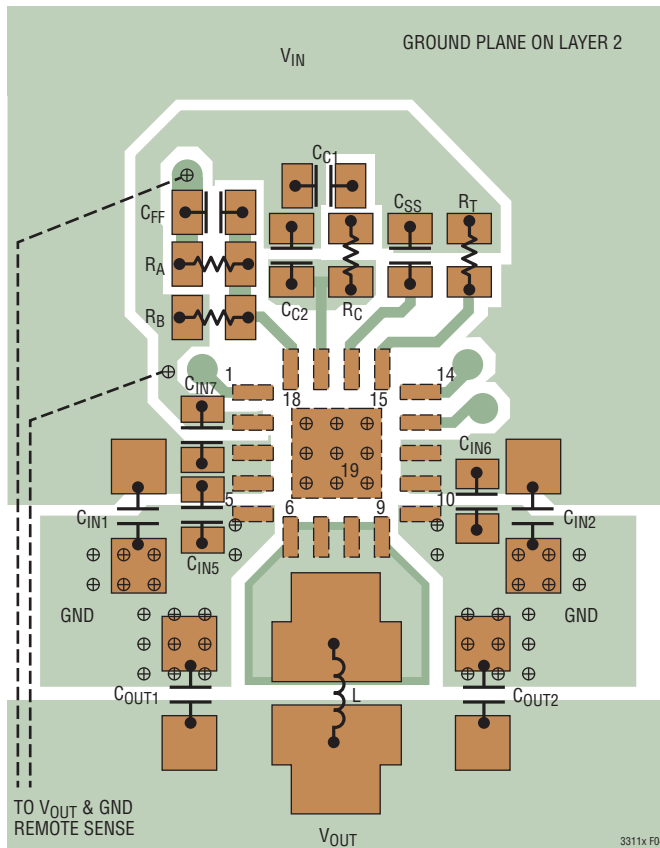 GROUND PLANE ON LAYER 2
VIN
CC1
CFF
CSS
RT
RA
CC2
RC
RB
1
14
CIN7
18
15
CIN6
19
CIN1
5
6
9
10
CIN2
CIN5
GND
GND
COUT1
L
COUT2
TO VOUT & GND
REMOTE SENSE
VOUT
3311x F0